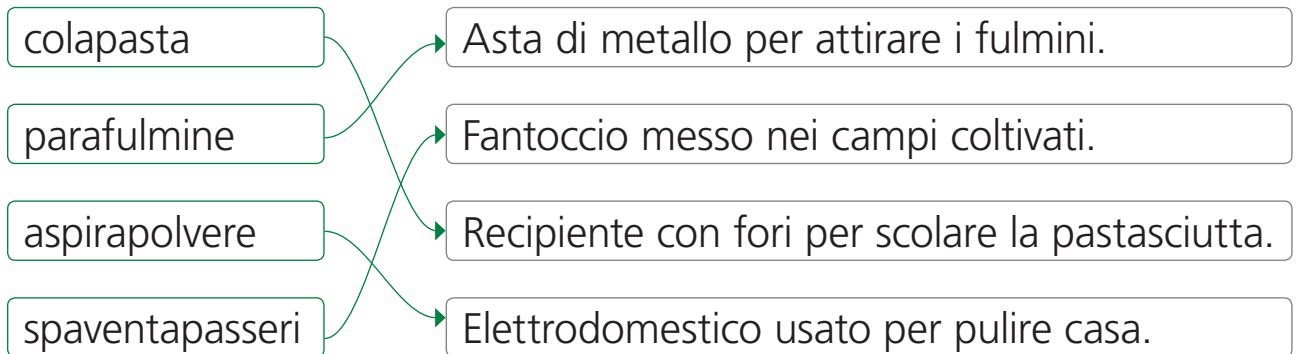 colapasta
Asta di metallo per attirare i fulmini.
parafulmine
Fantoccio messo nei campi coltivati.
aspirapolvere
Recipiente con fori per scolare la pastasciutta.
spaventapasseri
Elettrodomestico usato per pulire casa.